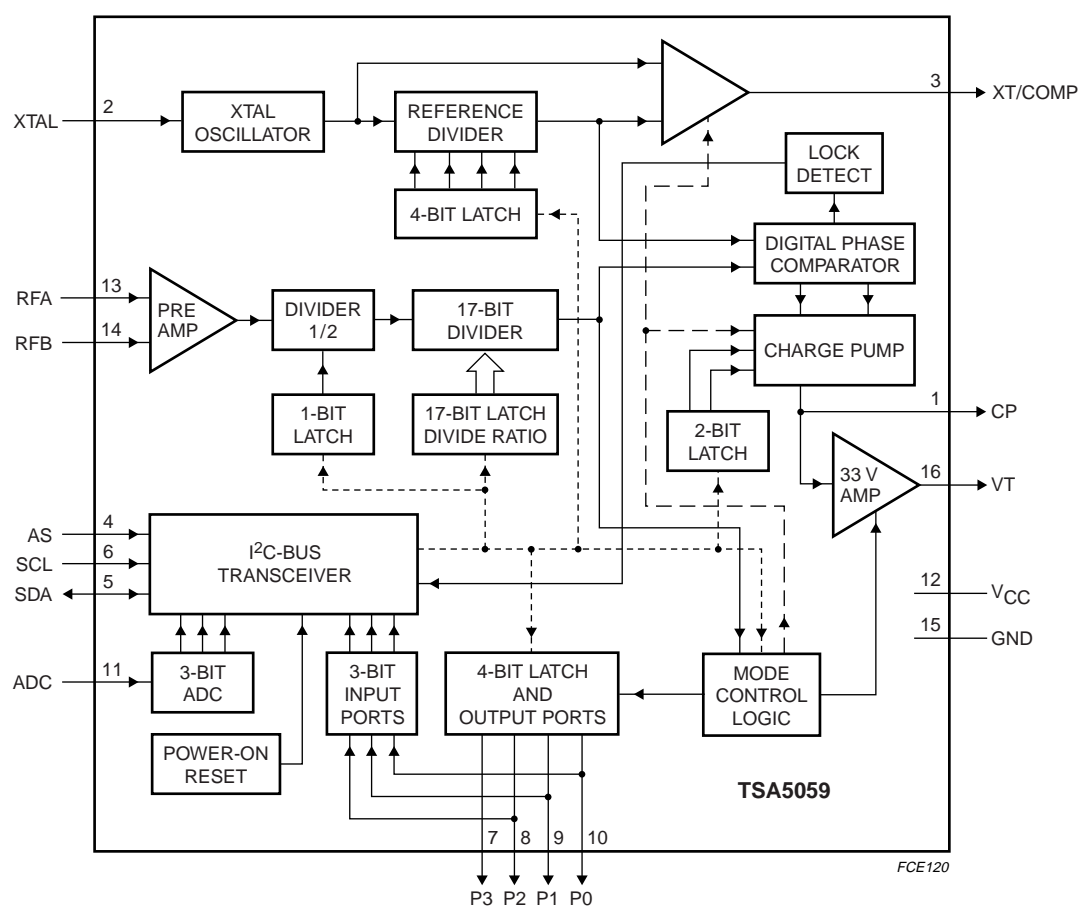 2
3
XTAL
XTAL
OSCILLATOR
REFERENCE
DIVIDER
XT/COMP
LOCK
DETECT
4-BIT LATCH
DIGITAL PHASE
COMPARATOR
RFA
13
RFB
14
PRE
AMP
DIVIDER
1/2
17-BIT
DIVIDER
CHARGE PUMP
1
CP
1-BIT
LATCH
17-BIT LATCH
DIVIDE RATIO
2-BIT
LATCH
33 V
AMP
16
VT
AS
4
SCL
6
SDA
5
I²C-BUS
TRANSCEIVER
12
VCC
15
GND
ADC
11
3-BIT
ADC
3-BIT
INPUT
PORTS
4-BIT LATCH
AND
OUTPUT PORTS
MODE
CONTROL
LOGIC
POWER-ON
RESET
TSA5059
7
8
9
10
FCE120
P3
P2
P1
P0